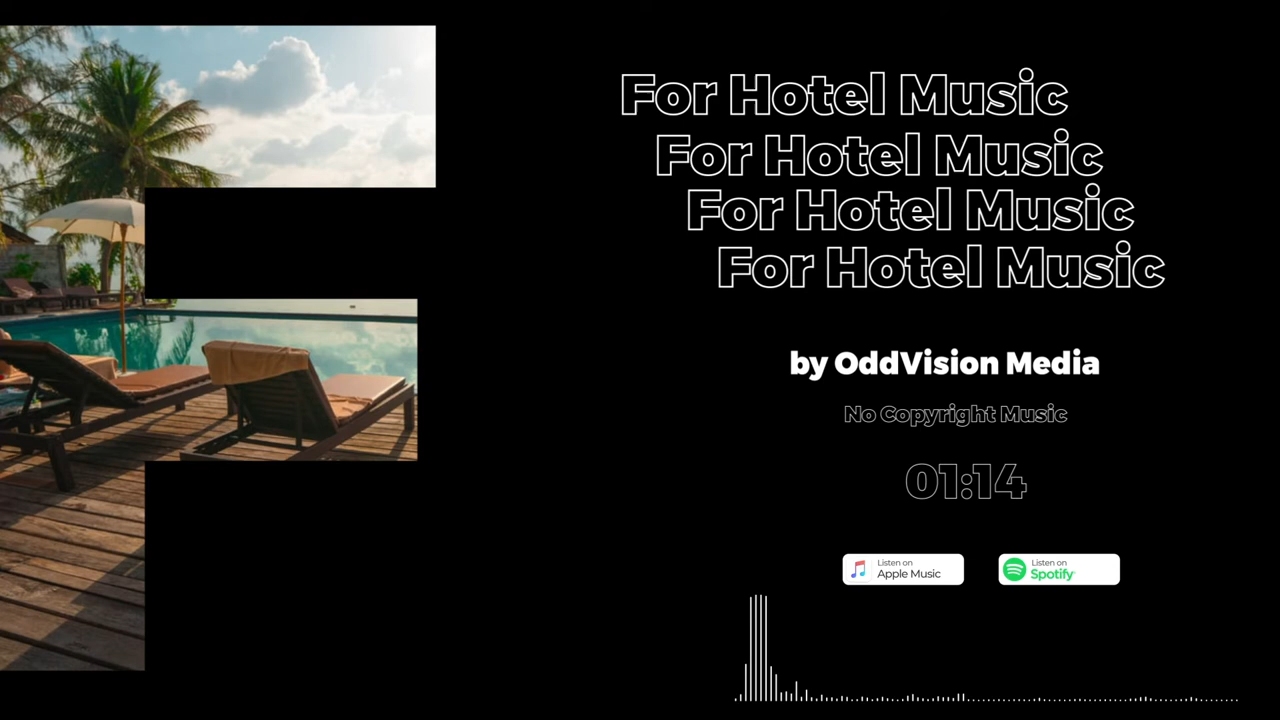 For Hotel Music
For Hotel Music
For Hotel Music
For Hotel Music
by OddVision Media
No Copyright Music
01:14
Listen on
Apple Music
Listen on
Spotify